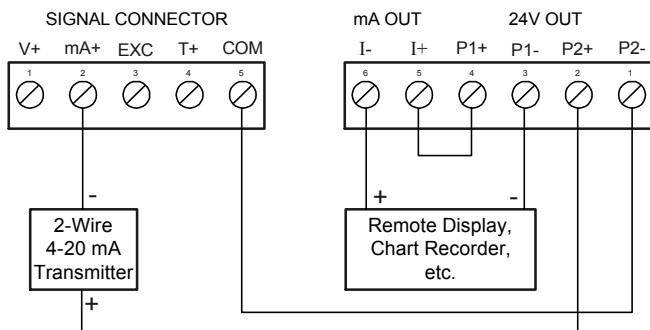 SIGNAL CONNECTOR
mA OUT 24V OUT
V+ mA+ EXC T+ COM
I- I+ P1+ P1- P2+ P2-
1 2 3 4 5
6 5 4 3 2 1
-
+ -
2-Wire
4-20 mA
Transmitter
Remote Display,
Chart Recorder,
etc.
+